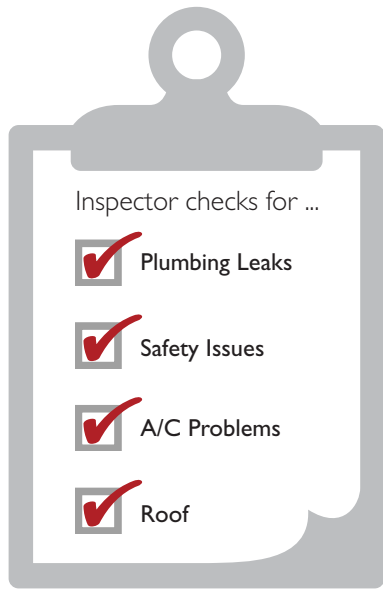 Inspector checks for ...
Plumbing Leaks
Safety Issues
A/C Problems
Roof